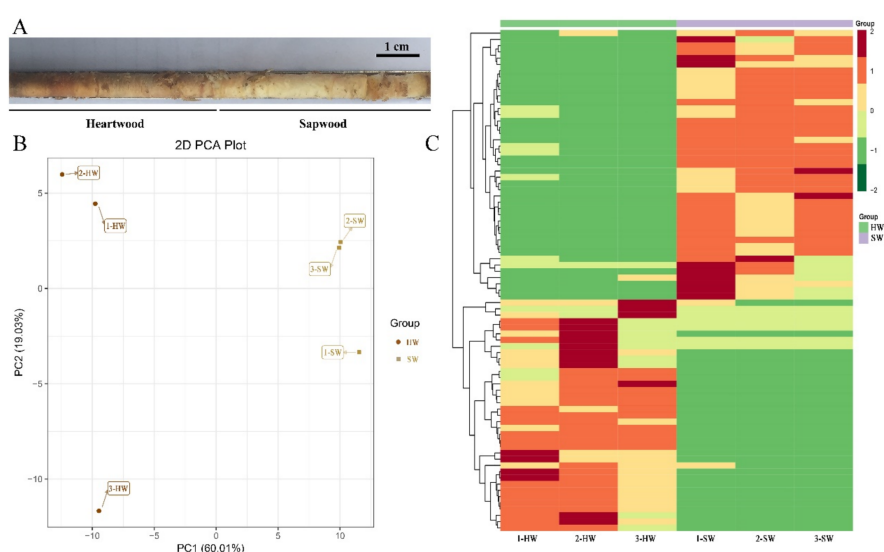 A
1 cm
Heartwood
Sapwood
B
2D PCA Plot
5
0
−5
−10
PC2 (19.03%)
2-HW
1-HW
3-HW
2-SW
3-SW
1-SW
−10
−5
0
5
10
PC1 (60.01%)
Group
HW
SW
C
Group
2
1
0
−1
−2
Group
HW
SW
1-HW 2-HW 3-HW 1-SW 2-SW 3-SW